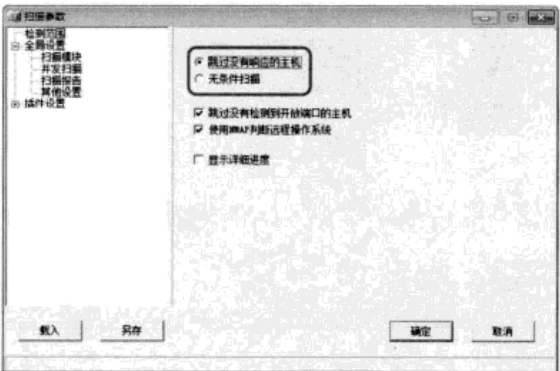 扫描参数
检测范围
全局设置
扫描模块
并发扫描
扫描报告
其他设置
插件设置
跳过没有响应的主机
无条件扫描
跳过没有检测到开放端口的主机
使用NMAP判断远程操作系统
显示详细进度
载入
另存
确定
取消